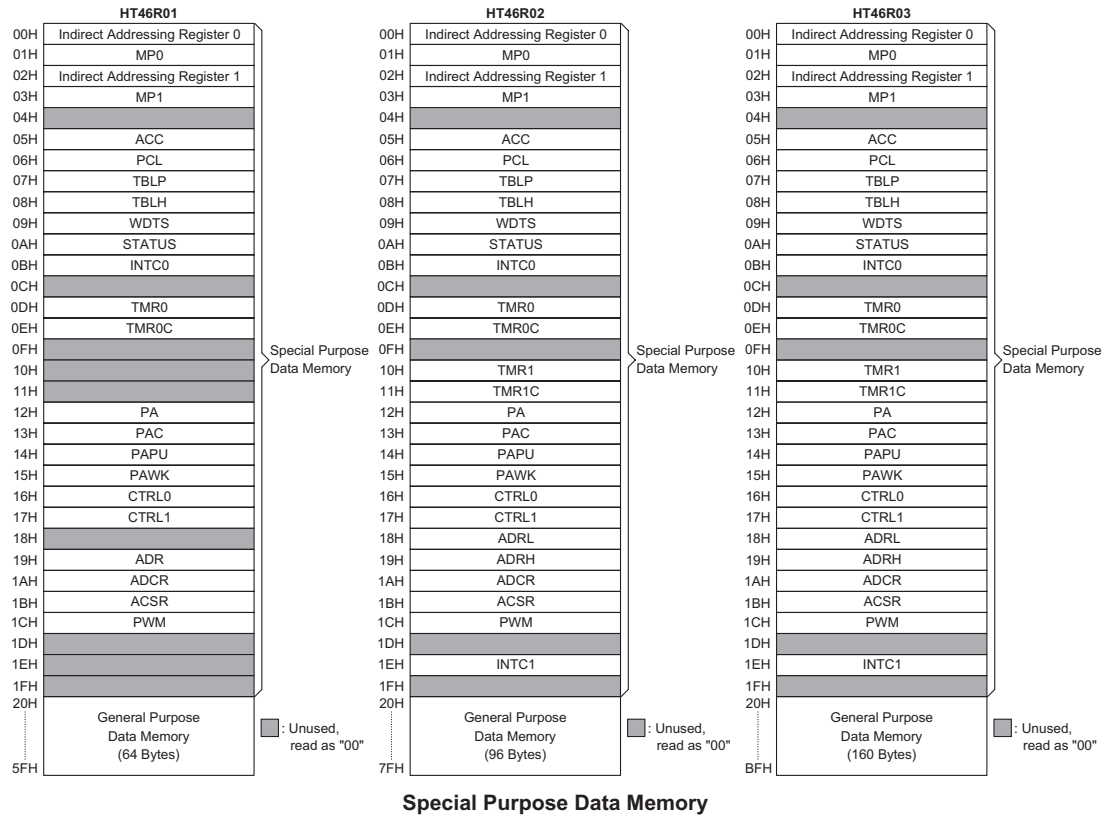 HT46R01
00H Indirect Addressing Register 0
01H MP0
02H Indirect Addressing Register 1
03H MP1
04H
05H ACC
06H PCL
07H TBLP
08H TBLH
09H WDTS
0AH STATUS
0BH INTC0
0CH
0DH TMR0
0EH TMR0C
0FH
10H
11H
12H PA
13H PAC
14H PAPU
15H PAWK
16H CTRL0
17H CTRL1
18H
19H ADR
1AH ADCR
1BH ACSR
1CH PWM
1DH
1EH
1FH
20H
General Purpose
Data Memory
(64 Bytes)
5FH
Special Purpose
Data Memory
: Unused,
read as "00"
HT46R02
00H Indirect Addressing Register 0
01H MP0
02H Indirect Addressing Register 1
03H MP1
04H
05H ACC
06H PCL
07H TBLP
08H TBLH
09H WDTS
0AH STATUS
0BH INTC0
0CH
0DH TMR0
0EH TMR0C
0FH
10H TMR1
11H TMR1C
12H PA
13H PAC
14H PAPU
15H PAWK
16H CTRL0
17H CTRL1
18H ADRL
19H ADRH
1AH ADCR
1BH ACSR
1CH PWM
1DH
1EH INTC1
1FH
20H
General Purpose
Data Memory
(96 Bytes)
7FH
Special Purpose
Data Memory
: Unused,
read as "00"
HT46R03
00H Indirect Addressing Register 0
01H MP0
02H Indirect Addressing Register 1
03H MP1
04H
05H ACC
06H PCL
07H TBLP
08H TBLH
09H WDTS
0AH STATUS
0BH INTC0
0CH
0DH TMR0
0EH TMR0C
0FH
10H TMR1
11H TMR1C
12H PA
13H PAC
14H PAPU
15H PAWK
16H CTRL0
17H CTRL1
18H ADRL
19H ADRH
1AH ADCR
1BH ACSR
1CH PWM
1DH
1EH INTC1
1FH
20H
General Purpose
Data Memory
(160 Bytes)
BFH
Special Purpose
Data Memory
: Unused,
read as "00"
Special Purpose Data Memory